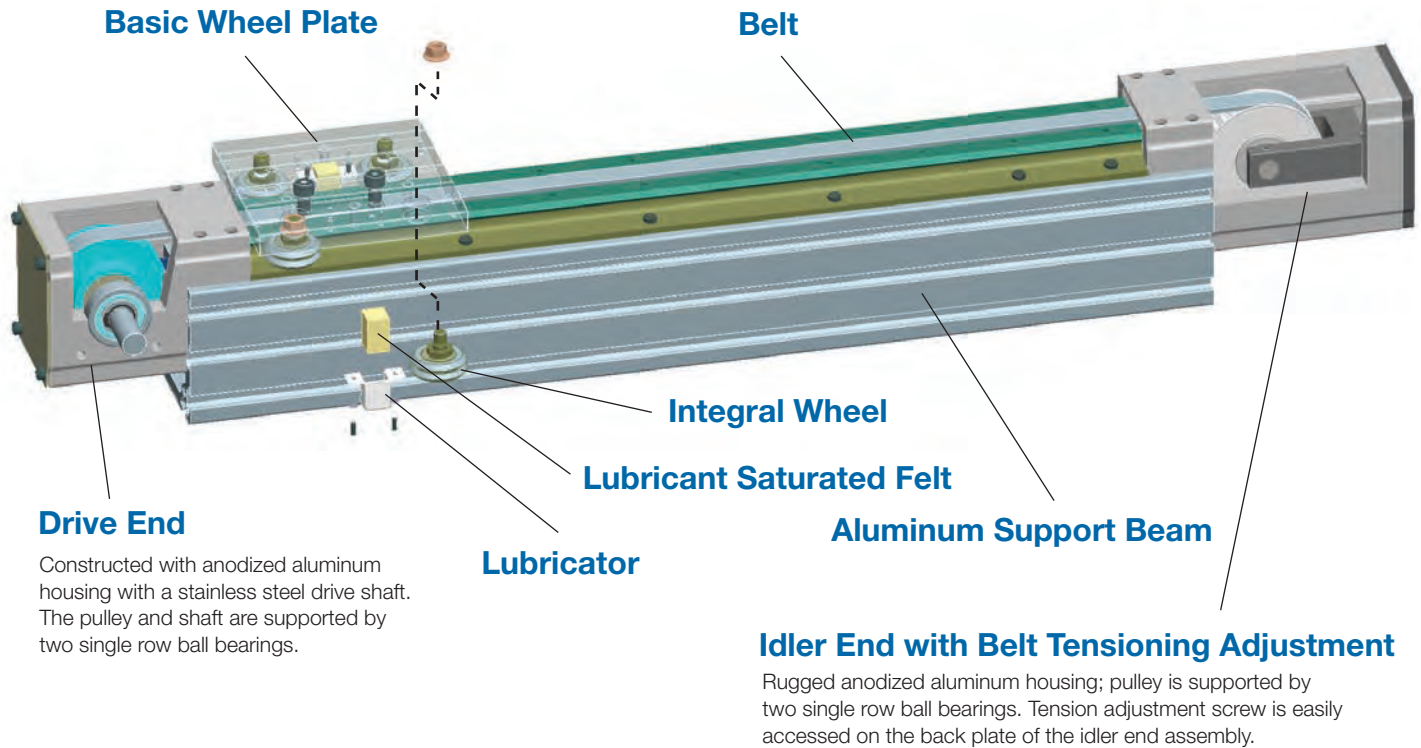 Basic Wheel Plate
Belt
Integral Wheel
Lubricant Saturated Felt
Drive End
Constructed with anodized aluminum
housing with a stainless steel drive shaft.
The pulley and shaft are supported by
two single row ball bearings.
Lubricator
Aluminum Support Beam
Idler End with Belt Tensioning Adjustment
Rugged anodized aluminum housing; pulley is supported by
two single row ball bearings. Tension adjustment screw is easily
accessed on the back plate of the idler end assembly.